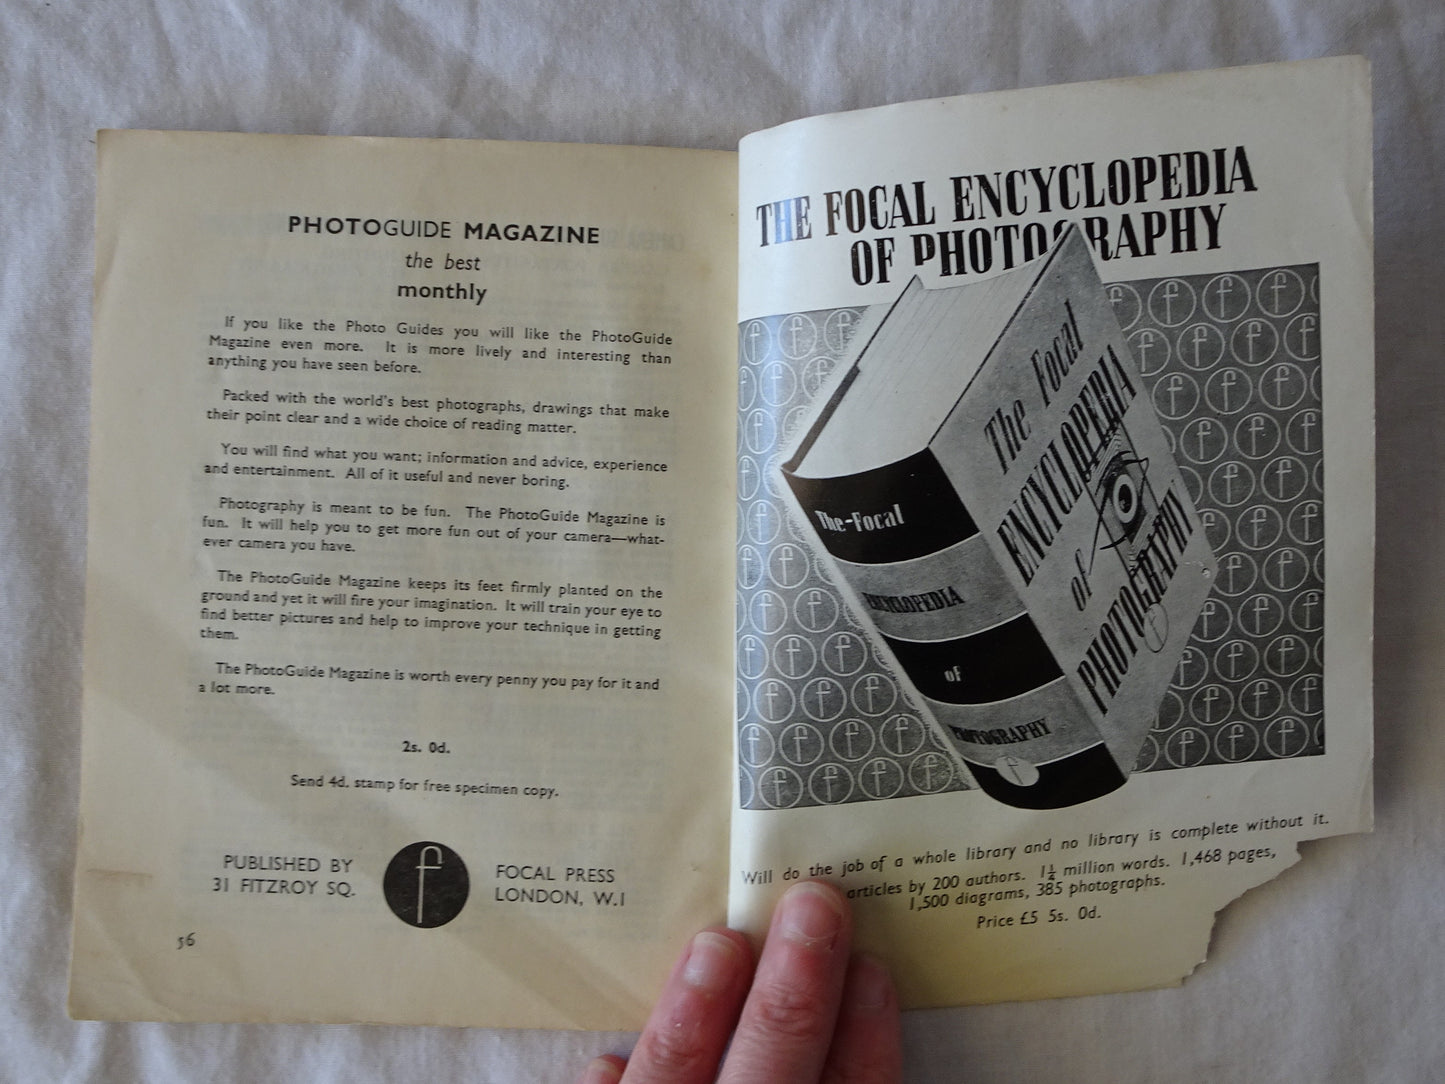 PHOTOGUIDE MAGAZINE
the best
monthly
If you like the Photo Guides you will like the PhotoGuide
Magazine even more. It is more lively and interesting than
anything you have seen before.
Packed with the world's best photographs, drawings that make
their point clear and a wide choice of reading matter.
You will find what you want; information and advice, experience
and entertainment. All of it useful and never boring.
Photography is meant to be fun. The PhotoGuide Magazine is
fun. It will help you to get more fun out of your camera—what-
ever camera you have.
The PhotoGuide Magazine keeps its feet firmly planted on the
ground and yet it will fire your imagination. It will train your eye to
find better pictures and help to improve your technique in getting
them.
The PhotoGuide Magazine is worth every penny you pay for it and
a lot more.
2s. 0d.
Send 4d. stamp for free specimen copy.
PUBLISHED BY
31 FITZROY SQ.
f
FOCAL PRESS
LONDON, W.1
56
THE FOCAL ENCYCLOPEDIA
OF PHOTOGRAPHY
The Focal
ENCYCLOPEDIA
of
PHOTOGRAPHY
The-Focal
ENCYCLOPEDIA
of
PHOTOGRAPHY
f
Will do the job of a whole library and no library is complete without it.
articles by 200 authors. 1¼ million words. 1,468 pages,
1,500 diagrams, 385 photographs.
Price £5 5s. 0d.